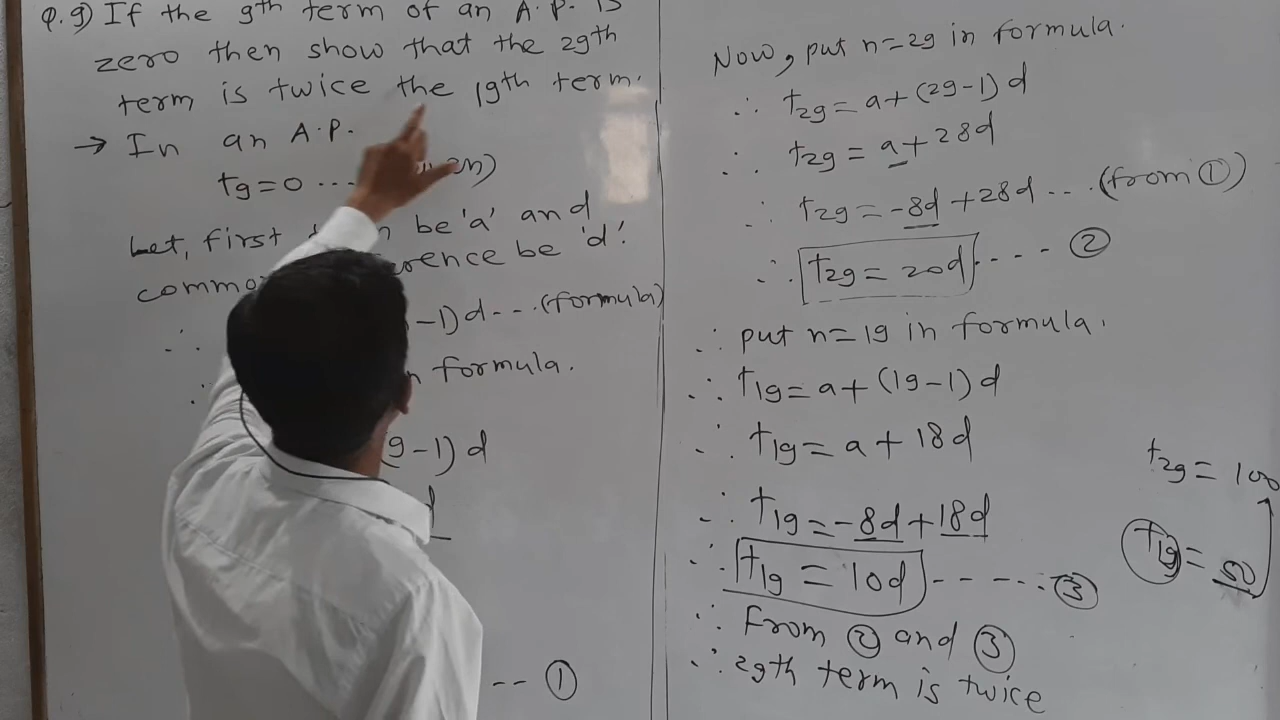 Q.9) If the 9th term of an A.P. is
zero then show that the 29th
term is twice the 19th term.
→ In an A.P.
t9 = 0 ...
Let, first be 'a' and
common be 'd'.
∴ -1)d --- (formula)
∴ formula.
(9-1)d
d
-- ①
Now, put n=29 in formula.
∴ t29 = a+(29-1)d
∴ t29 = a+28d
∴ t29 = -8d+28d ... (from ①)
∴ t29 = 20d ---- ②
∴ put n=19 in formula.
∴ t19 = a+(19-1)d
∴ t19 = a+18d
∴ t19 = -8d+18d
∴ t19 = 10d ------ ③
∴ From ② and ③
∴ 29th term is twice
t29 = 100
t19 = 50